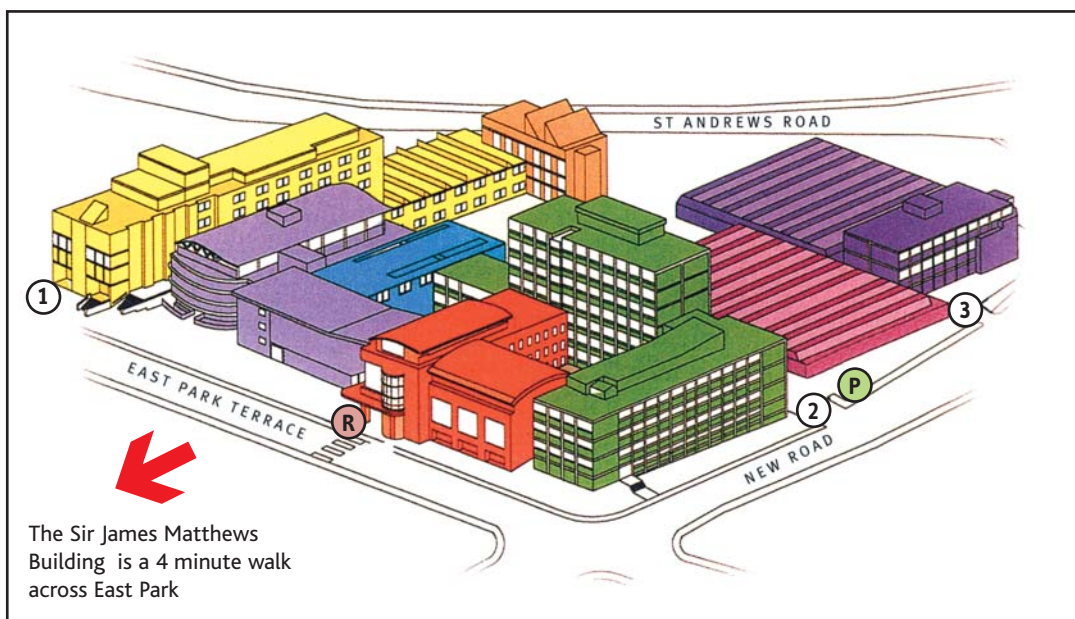 ST ANDREWS ROAD
1
3
P
2
R
EAST PARK TERRACE
NEW ROAD
The Sir James Matthews
Building is a 4 minute walk
across East Park